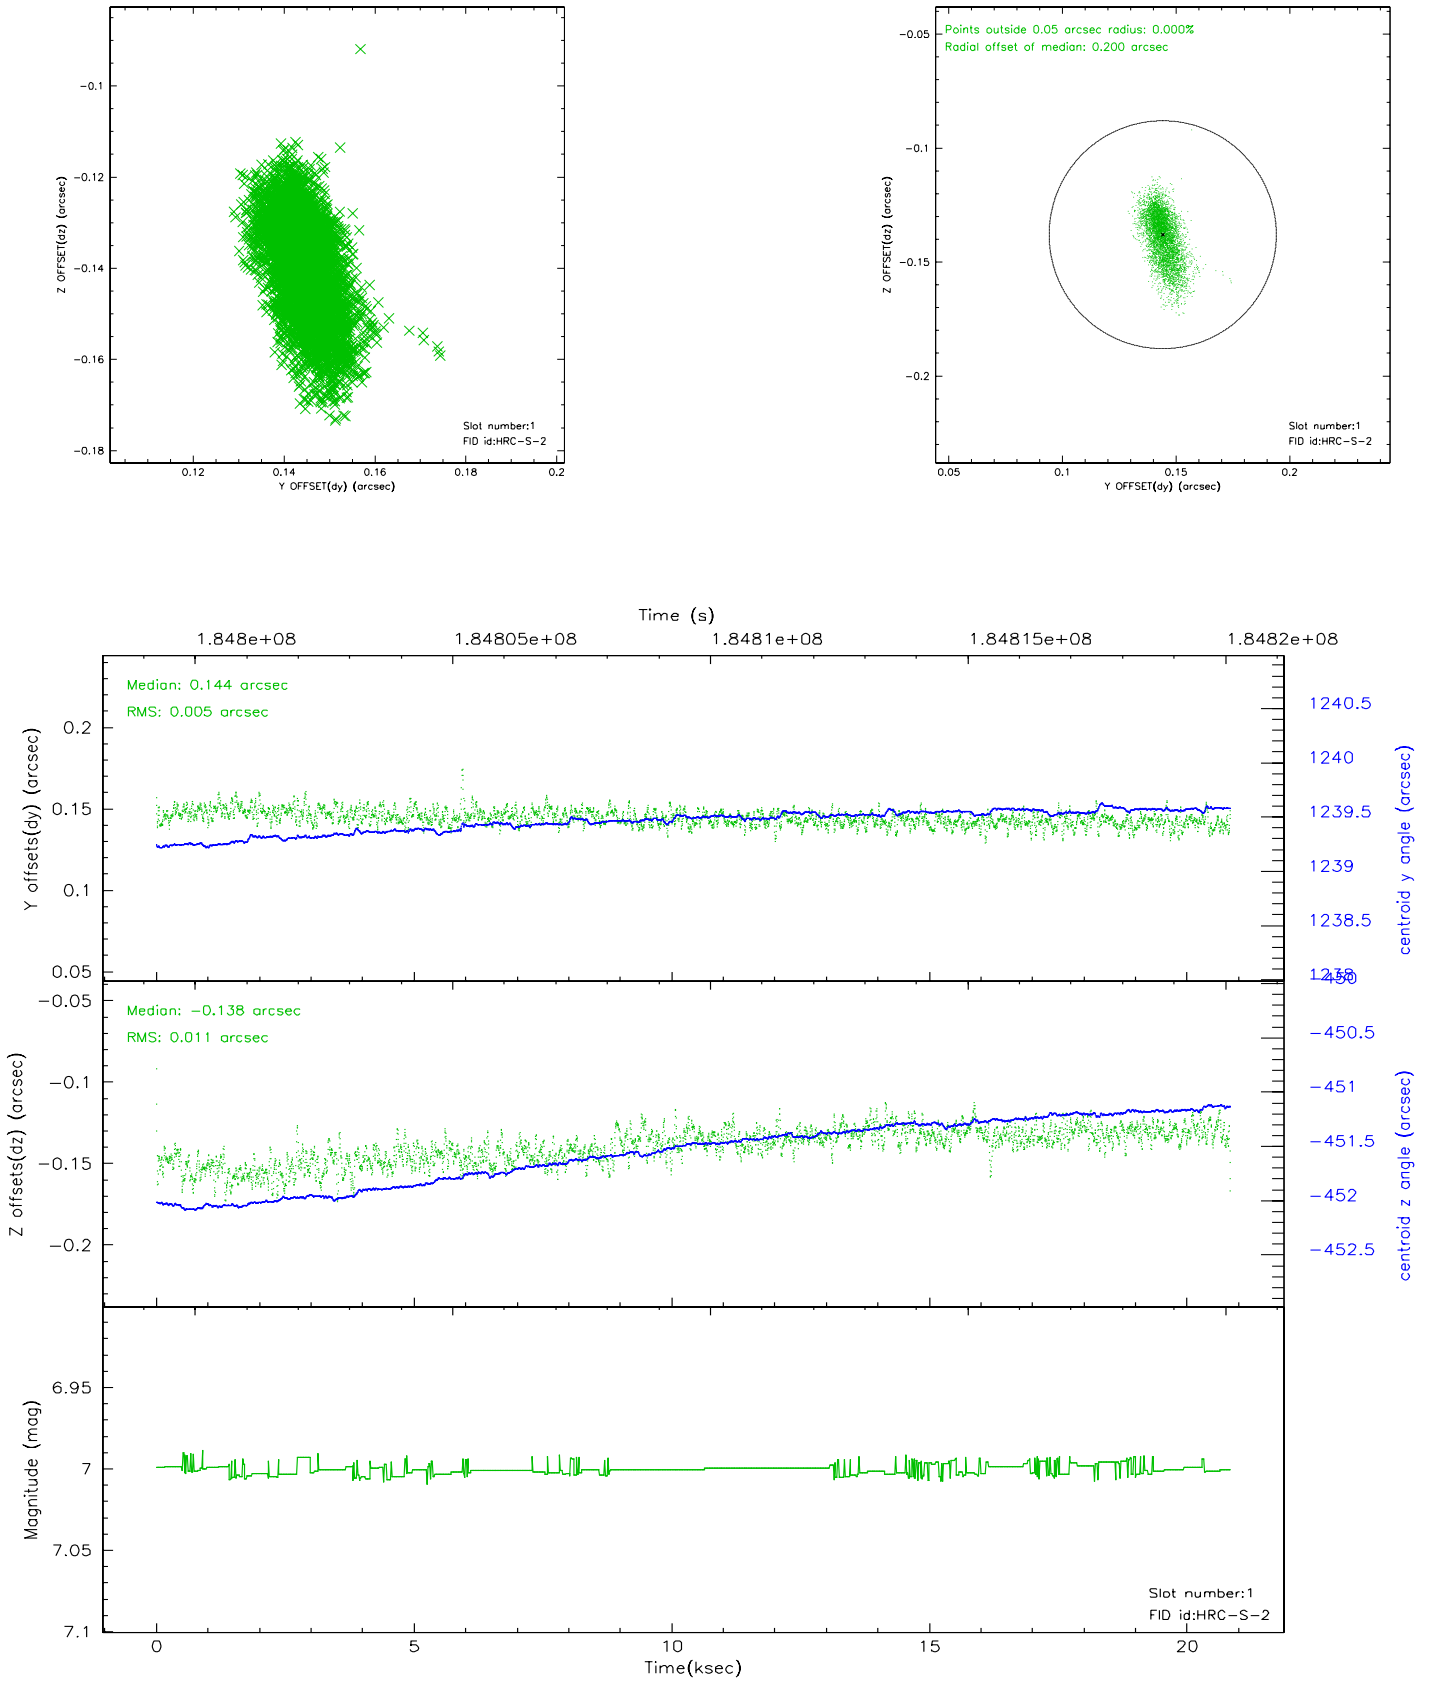 -0.1
-0.12
-0.14
-0.16
-0.18
Z OFFSET(dz) (arcsec)
0.12 0.14 0.16 0.18 0.2
Y OFFSET(dy) (arcsec)
Slot number:1
FID id:HRC-S-2
Points outside 0.05 arcsec radius: 0.000%
Radial offset of median: 0.200 arcsec
-0.05
-0.1
-0.15
-0.2
Z OFFSET(dz) (arcsec)
0.05 0.1 0.15 0.2
Y OFFSET(dy) (arcsec)
Slot number:1
FID id:HRC-S-2
Time (s)
1.848e+08 1.84805e+08 1.8481e+08 1.84815e+08 1.8482e+08
Median: 0.144 arcsec
RMS: 0.005 arcsec
0.2
0.15
0.1
0.05
Y offsets(dy) (arcsec)
1240.5
1240
1239.5
1239
1238.5
1238
centroid y angle (arcsec)
Median: -0.138 arcsec
RMS: 0.011 arcsec
-0.05
-0.1
-0.15
-0.2
Z offsets(dz) (arcsec)
-450
-450.5
-451
-451.5
-452
-452.5
centroid z angle (arcsec)
6.95
7
7.05
7.1
Magnitude (mag)
Slot number:1
FID id:HRC-S-2
0 5 10 15 20
Time(ksec)